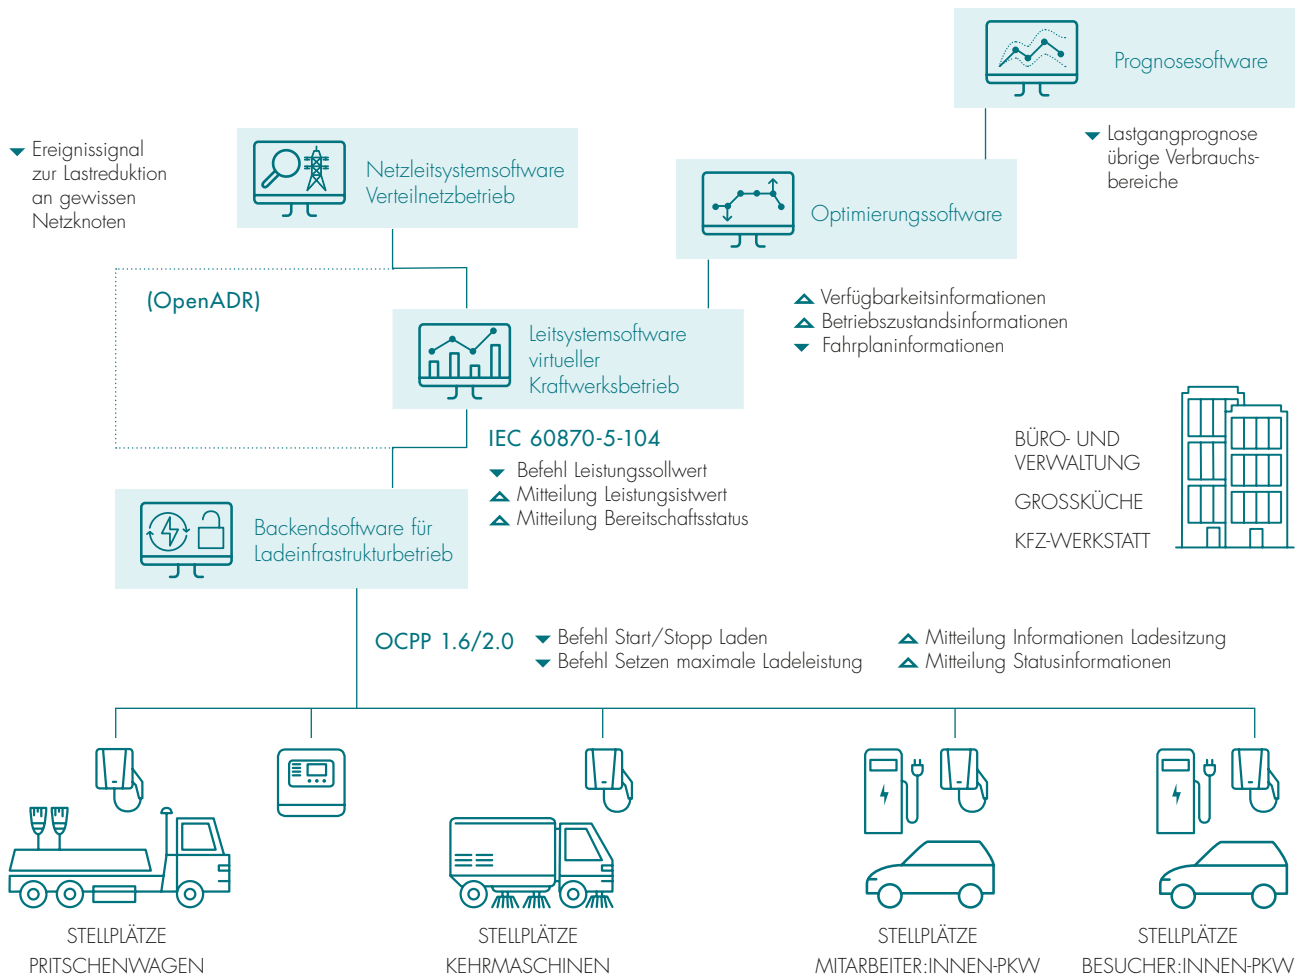 Prognosesoftware
Lastgangprognose
übrige Verbrauchs-
bereiche
Ereignissignal
zur Lastreduktion
an gewissen
Netzknoten
Netzleitsystemsoftware
Verteilnetzbetrieb
Optimierungssoftware
(OpenADR)
Verfügbarkeitsinformationen
Betriebszustandsinformationen
Fahrplaninformationen
Leitsystemsoftware
virtueller
Kraftwerksbetrieb
IEC 60870-5-104
Befehl Leistungssollwert
Mitteilung Leistungsistwert
Mitteilung Bereitschaftsstatus
BÜRO- UND
VERWALTUNG
GROSSKÜCHE
KFZ-WERKSTATT
Backendsoftware für
Ladeinfrastrukturbetrieb
OCPP 1.6/2.0
Befehl Start/Stopp Laden
Befehl Setzen maximale Ladeleistung
Mitteilung Informationen Ladesitzung
Mitteilung Statusinformationen
STELLPLÄTZE
PRITSCHENWAGEN
STELLPLÄTZE
KEHRMASCHINEN
STELLPLÄTZE
MITARBEITER:INNEN-PKW
STELLPLÄTZE
BESUCHER:INNEN-PKW